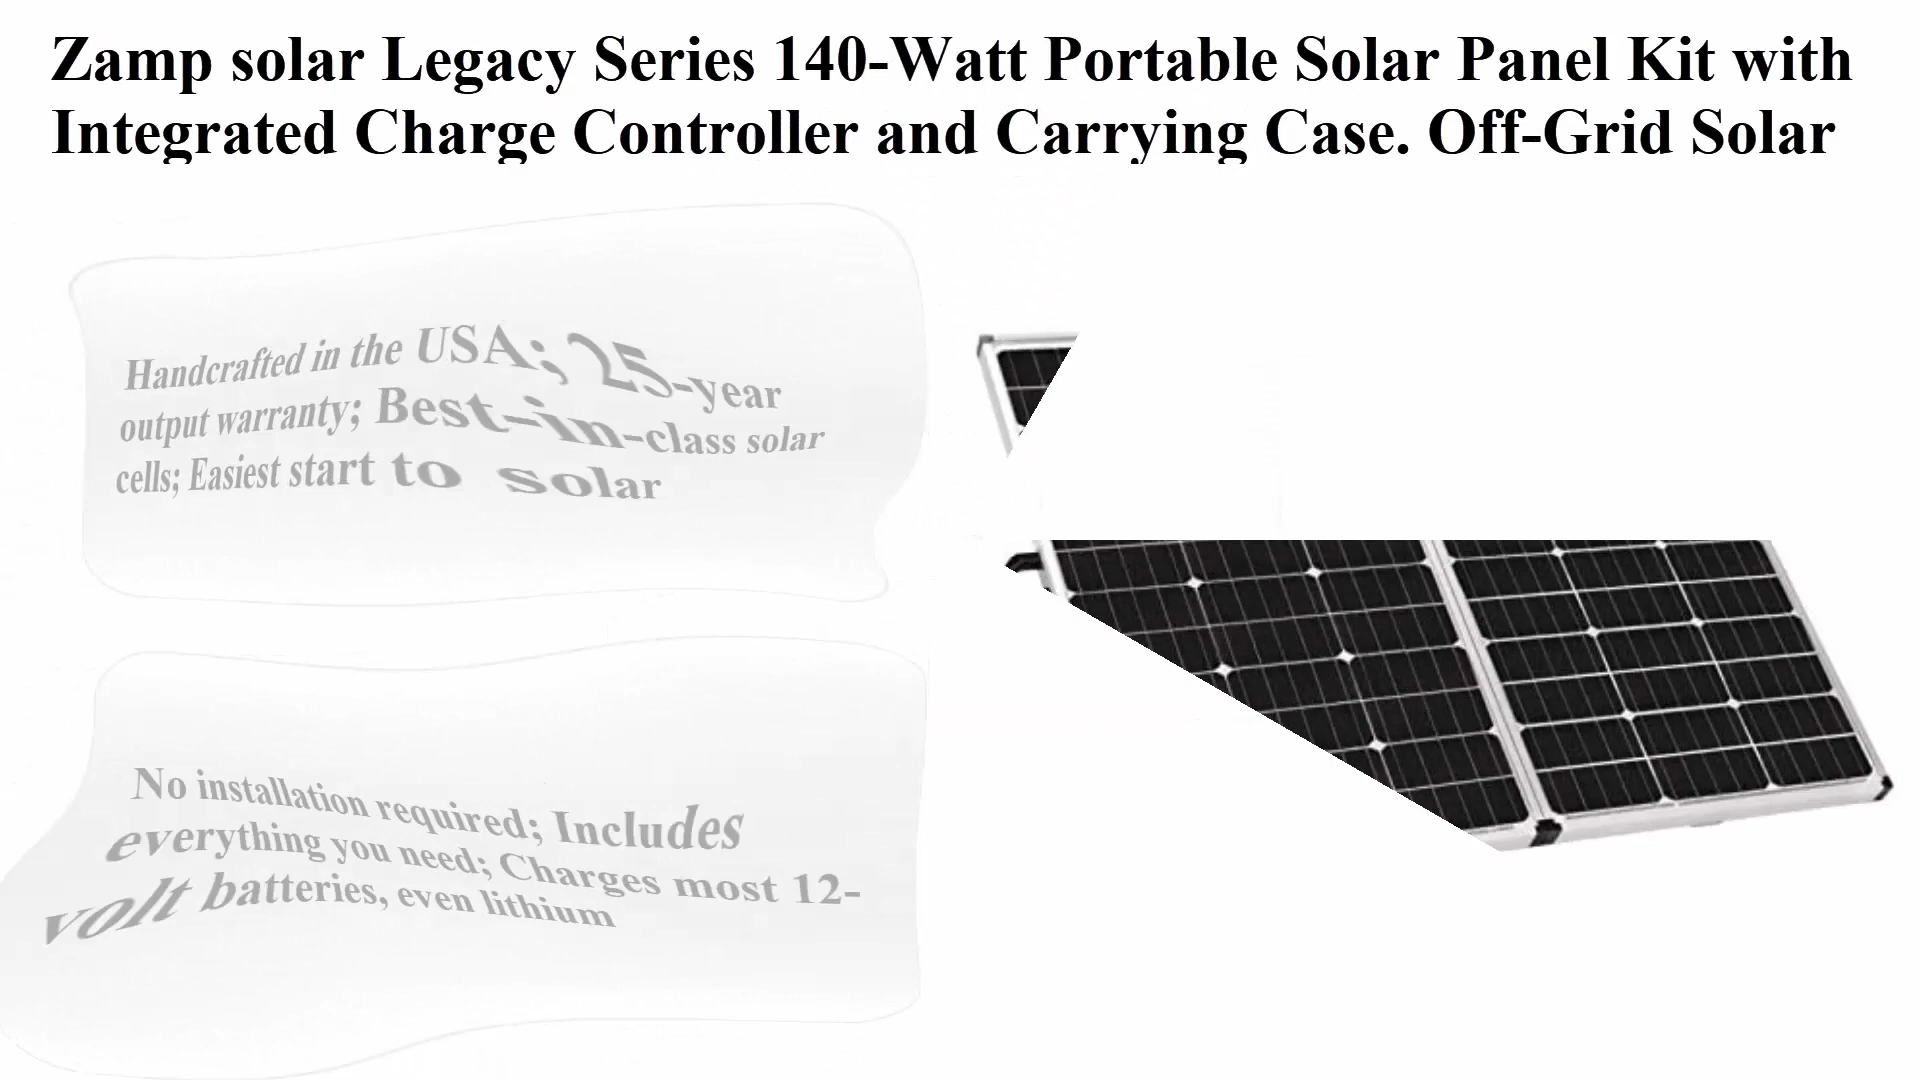 Zamp solar Legacy Series 140-Watt Portable Solar Panel Kit with
Integrated Charge Controller and Carrying Case. Off-Grid Solar
Handcrafted in the USA; 25-year
output warranty; Best-in-class solar
cells; Easiest start to solar
No installation required; Includes
everything you need; Charges most 12-
volt batteries, even lithium